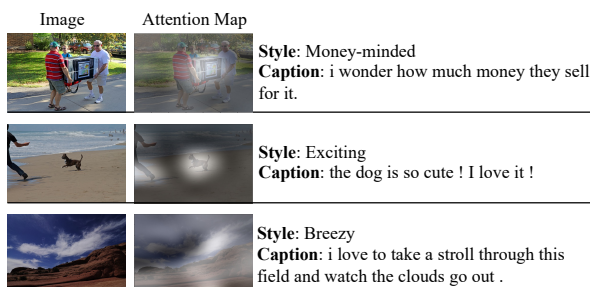 Image Attention Map
Style: Money-minded
Caption: i wonder how much money they sell
for it.
Style: Exciting
Caption: the dog is so cute ! I love it !
Style: Breezy
Caption: i love to take a stroll through this
field and watch the clouds go out .